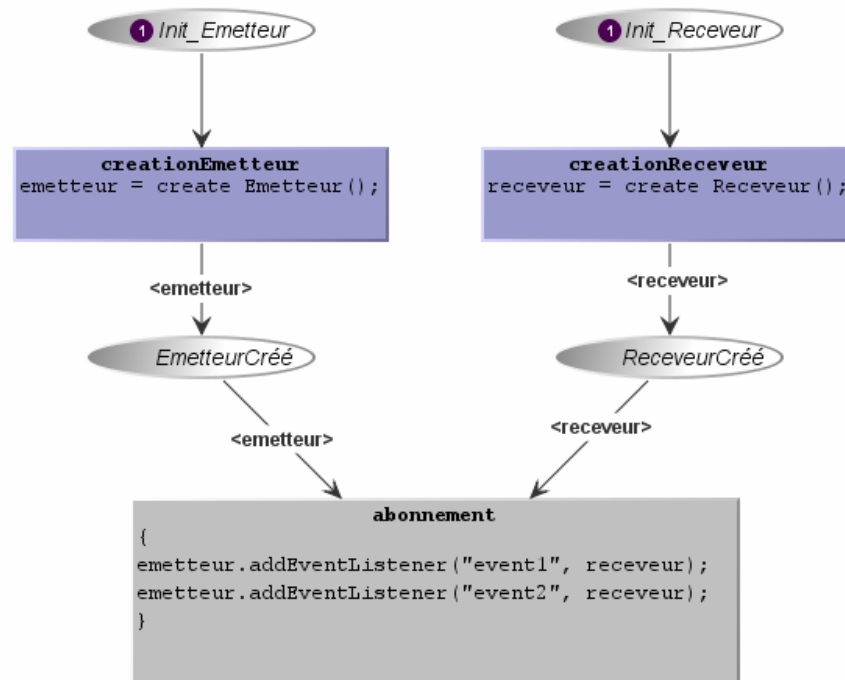 1 Init_Emetteur
1 Init_Receveur
creationEmetteur
emetteur = create Emetteur();
creationReceveur
receveur = create Receveur();
<emetteur>
<receveur>
EmetteurCréé
ReceveurCréé
<emetteur>
<receveur>
abonnement
{
emetteur.addEventListener("event1", receveur);
emetteur.addEventListener("event2", receveur);
}